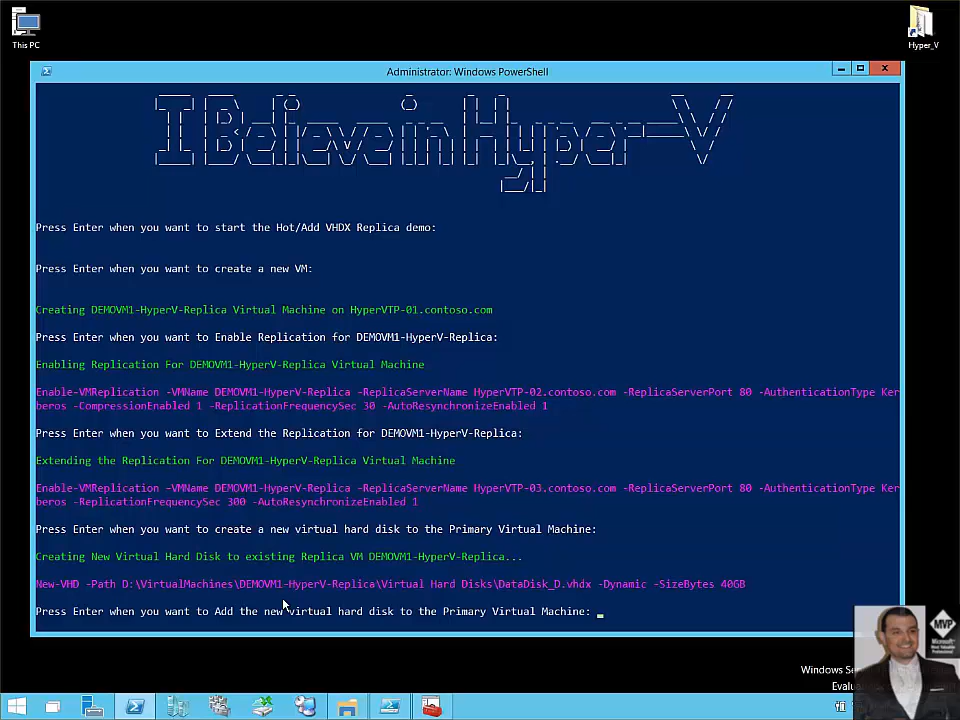 This PC
Hyper_V
Administrator: Windows PowerShell
IBelieveinHyper-V
Press Enter when you want to start the Hot/Add VHDX Replica demo:
Press Enter when you want to create a new VM:
Creating DEMOVM1-HyperV-Replica Virtual Machine on HyperVTP-01.contoso.com
Press Enter when you want to Enable Replication for DEMOVM1-HyperV-Replica:
Enabling Replication For DEMOVM1-HyperV-Replica Virtual Machine
Enable-VMReplication -VMName DEMOVM1-HyperV-Replica -ReplicaServerName HyperVTP-02.contoso.com -ReplicaServerPort 80 -AuthenticationType Ker
beros -CompressionEnabled 1 -ReplicationFrequencySec 30 -AutoResynchronizeEnabled 1
Press Enter when you want to Extend the Replication for DEMOVM1-HyperV-Replica:
Extending the Replication For DEMOVM1-HyperV-Replica Virtual Machine
Enable-VMReplication -VMName DEMOVM1-HyperV-Replica -ReplicaServerName HyperVTP-03.contoso.com -ReplicaServerPort 80 -AuthenticationType Ker
beros -ReplicationFrequencySec 300 -AutoResynchronizeEnabled 1
Press Enter when you want to create a new virtual hard disk to the Primary Virtual Machine:
Creating New Virtual Hard Disk to existing Replica VM DEMOVM1-HyperV-Replica...
New-VHD -Path D:\VirtualMachines\DEMOVM1-HyperV-Replica\Virtual Hard Disks\DataDisk_D.vhdx -Dynamic -SizeBytes 40GB
Press Enter when you want to Add the new virtual hard disk to the Primary Virtual Machine: _
MVP
Microsoft
Most Valuable
Professional
Windows Se
Evalua